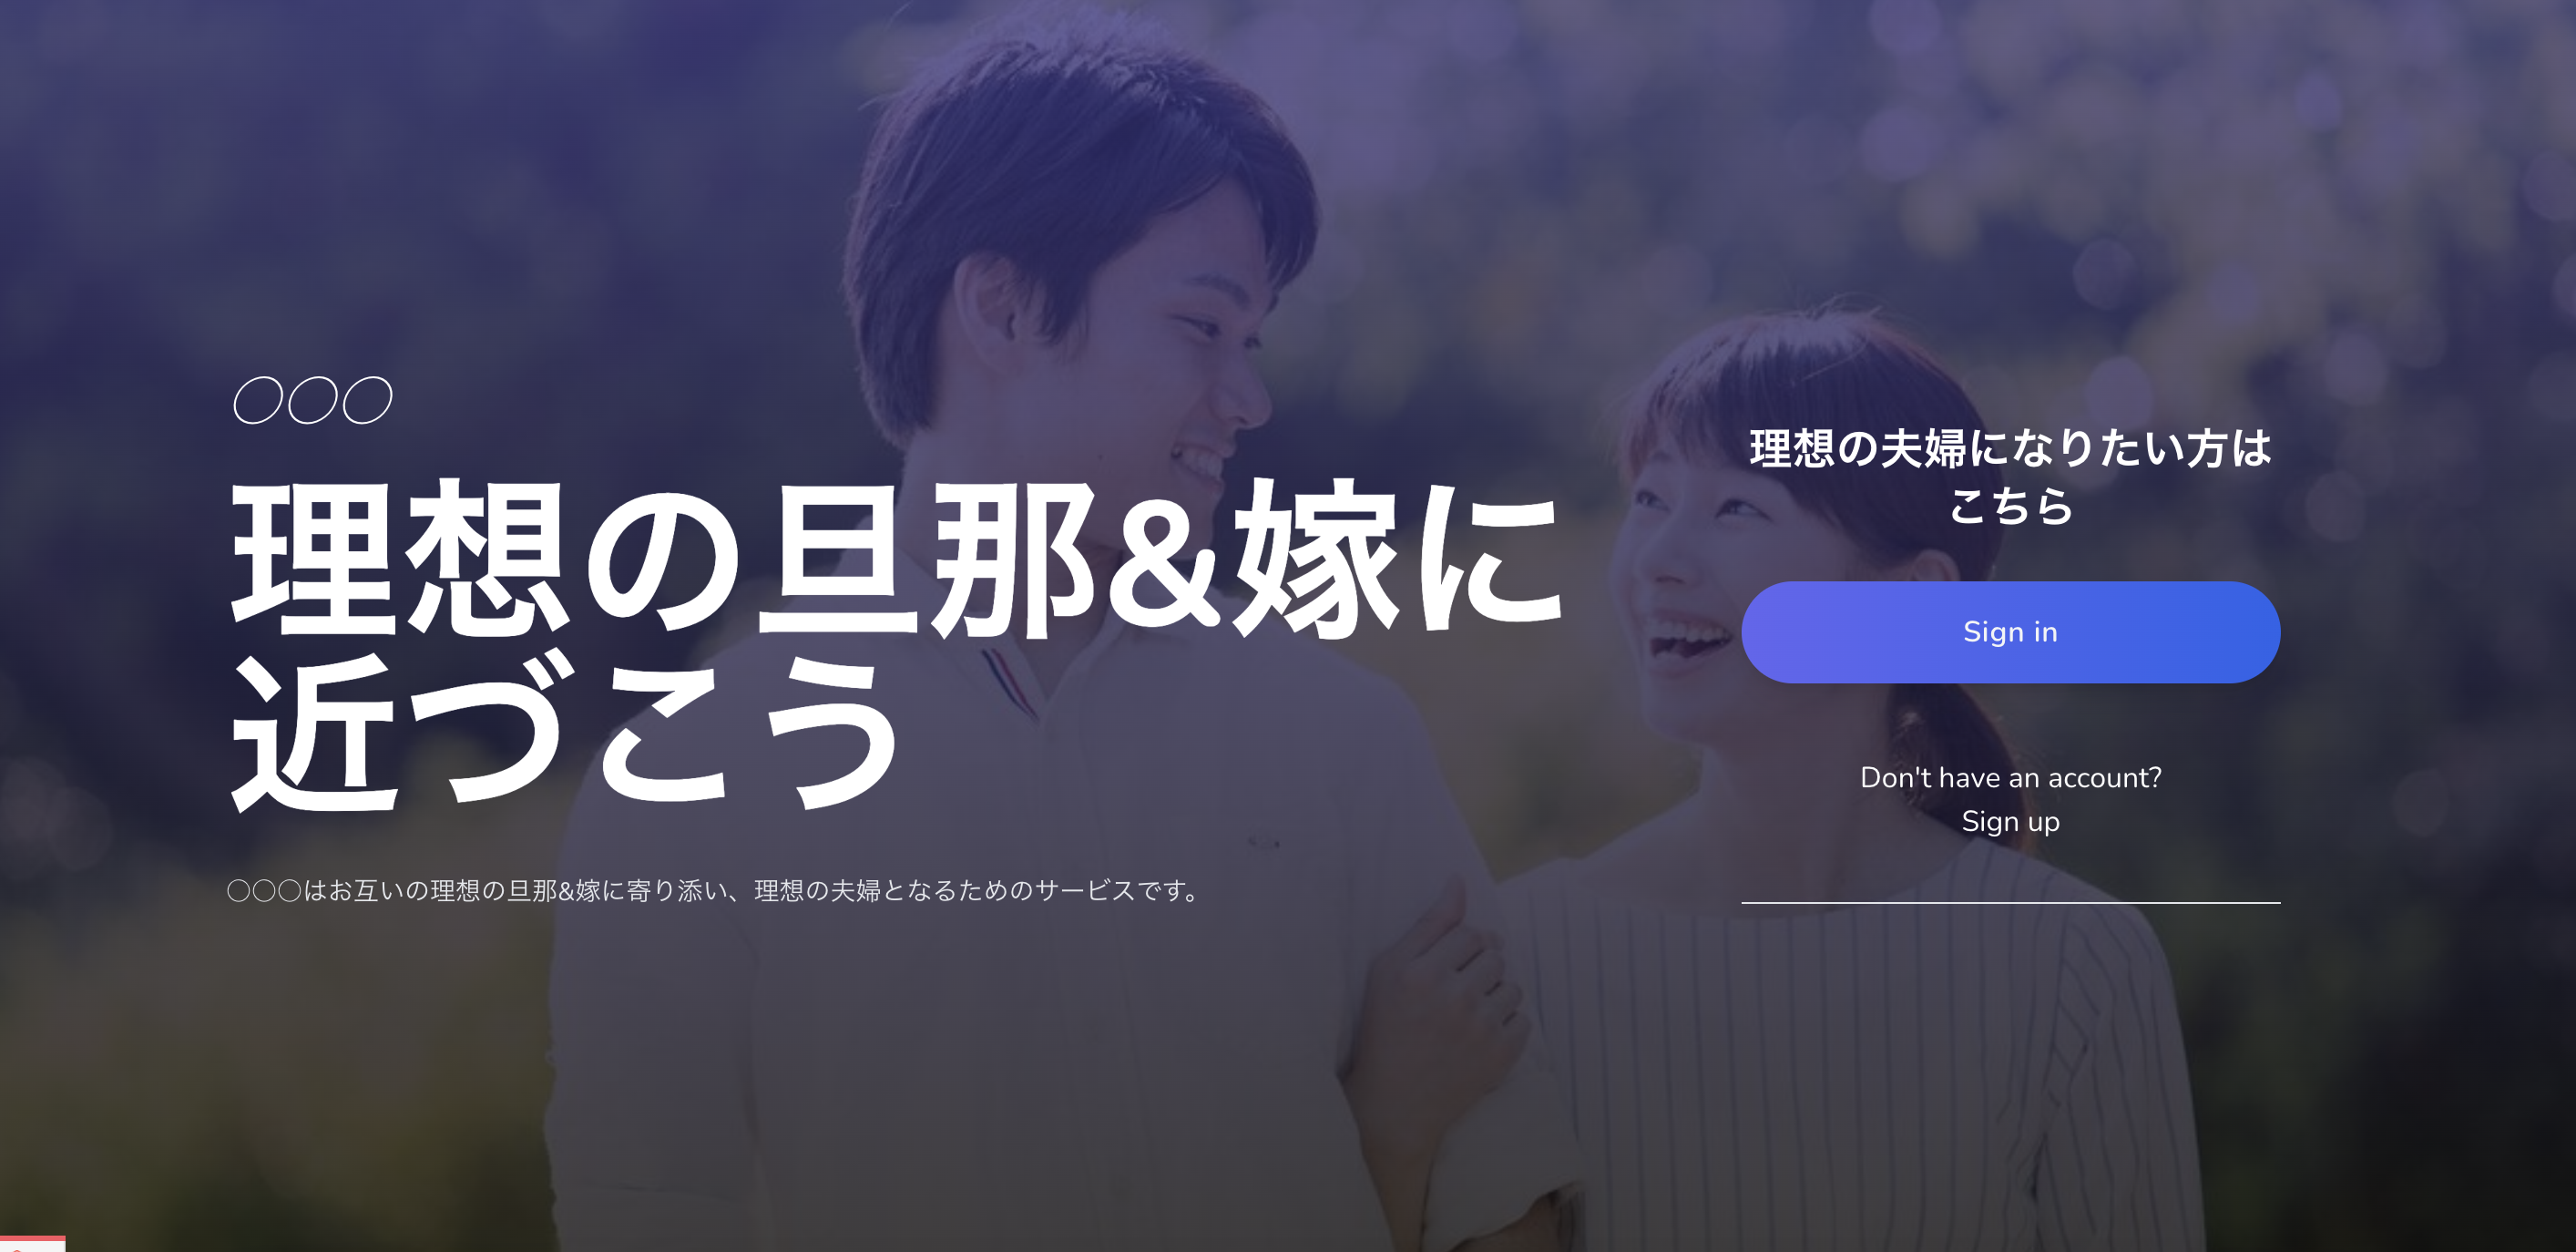 ○○○
理想の旦那&嫁に
近づこう
○○○はお互いの理想の旦那&嫁に寄り添い、理想の夫婦となるためのサービスです。
理想の夫婦になりたい方は
こちら
Sign in
Don't have an account?
Sign up